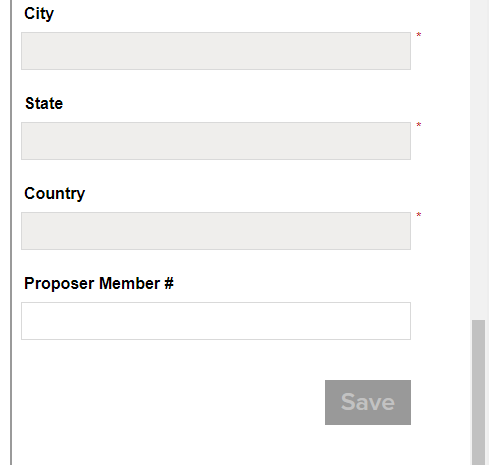 City
*
State
*
Country
*
Proposer Member #
Save